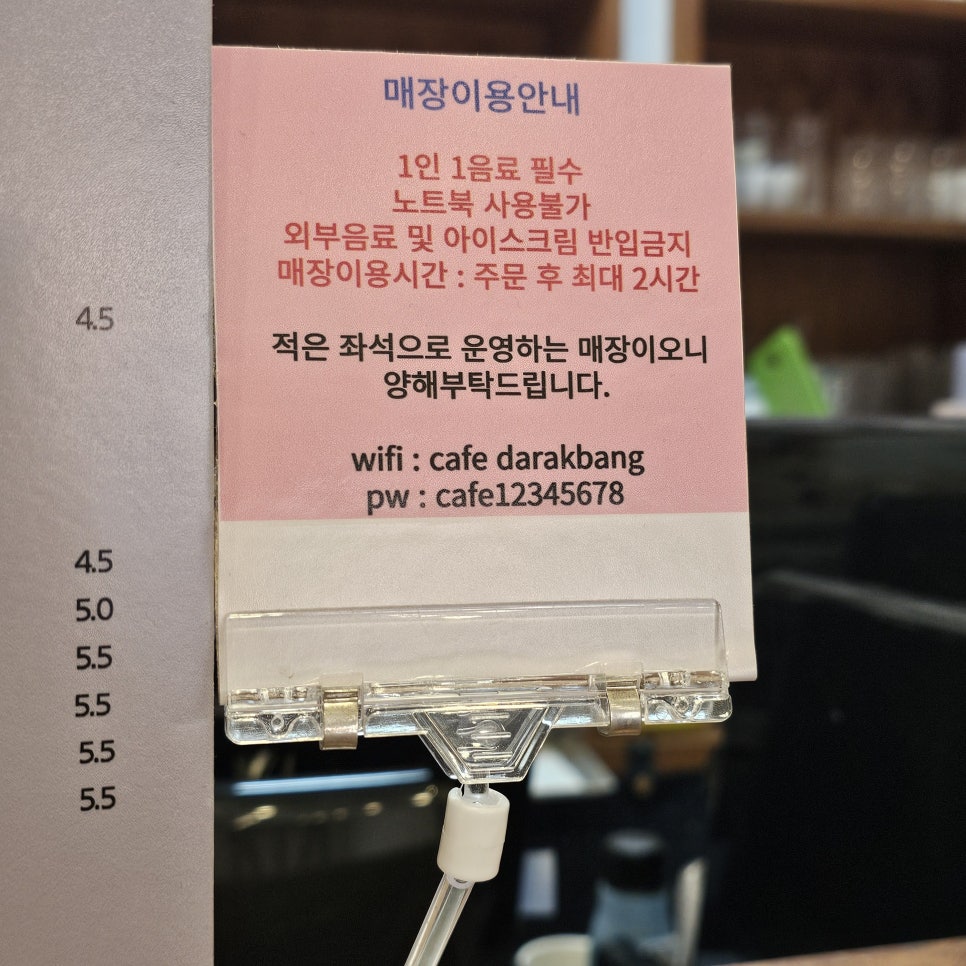 매장이용안내
1인 1음료 필수
노트북 사용불가
외부음료 및 아이스크림 반입금지
매장이용시간 : 주문 후 최대 2시간
적은 좌석으로 운영하는 매장이오니
양해부탁드립니다.
wifi : cafe darakbang
pw : cafe12345678
4.5
4.5
5.0
5.5
5.5
5.5
5.5